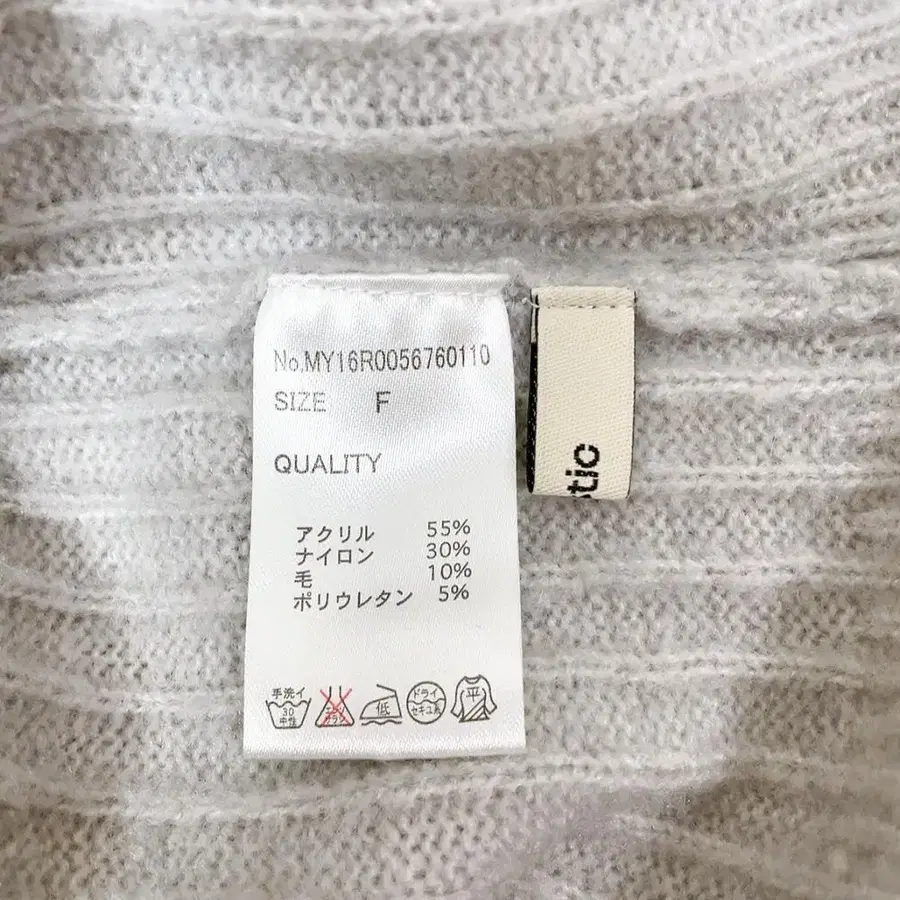 No.MY16R0056760110
SIZE F
QUALITY
アクリル 55%
ナイロン 30%
毛 10%
ポリウレタン 5%
手洗イ
30
中性
低
ドライ
セキユ系
平
stic